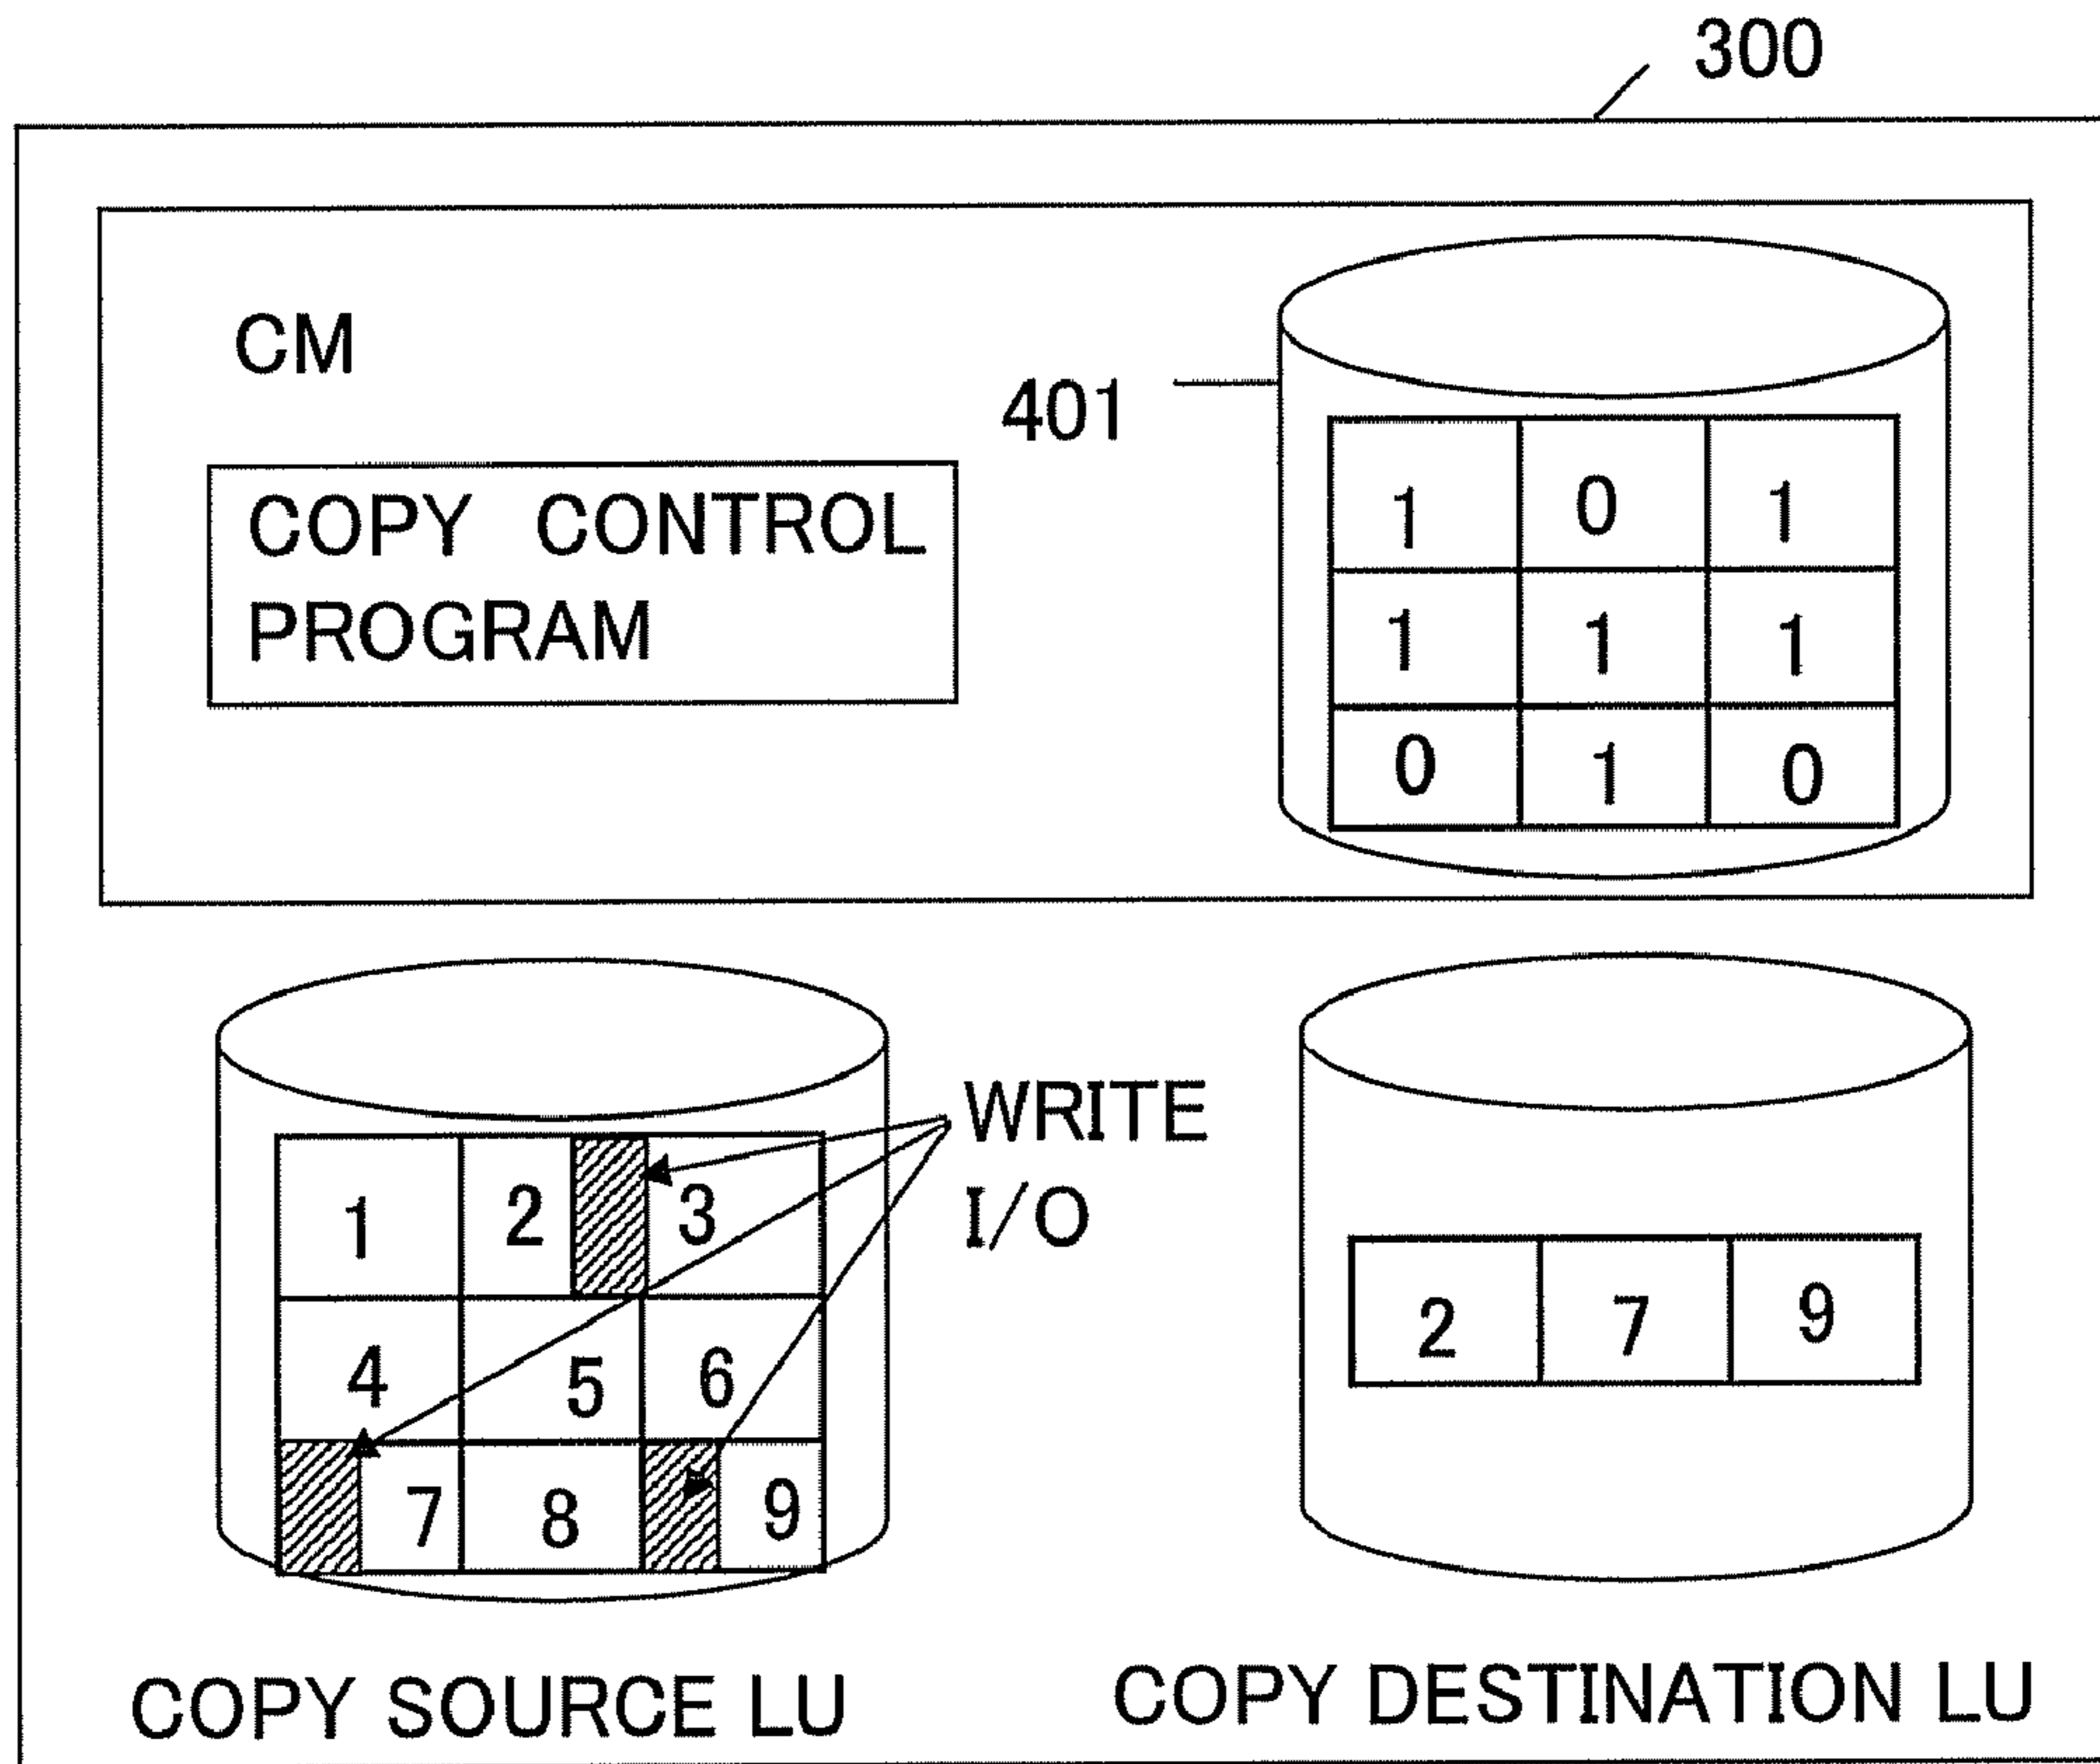 300
CM
401
COPY CONTROL
PROGRAM
1 0 1
1 1 1
0 1 0
WRITE
I/O
1 2 3
4 5 6
7 8 9
2 7 9
COPY SOURCE LU
COPY DESTINATION LU